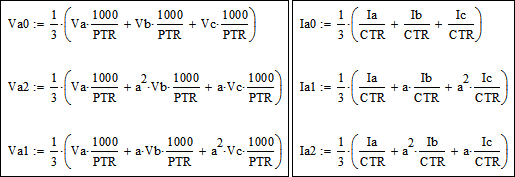 Va0 := 1/3·(Va·1000/PTR + Vb·1000/PTR + Vc·1000/PTR)
Va2 := 1/3·(Va·1000/PTR + a²·Vb·1000/PTR + a·Vc·1000/PTR)
Va1 := 1/3·(Va·1000/PTR + a·Vb·1000/PTR + a²·Vc·1000/PTR)
Ia0 := 1/3·(Ia/CTR + Ib/CTR + Ic/CTR)
Ia1 := 1/3·(Ia/CTR + a·Ib/CTR + a²·Ic/CTR)
Ia2 := 1/3·(Ia/CTR + a²·Ib/CTR + a·Ic/CTR)